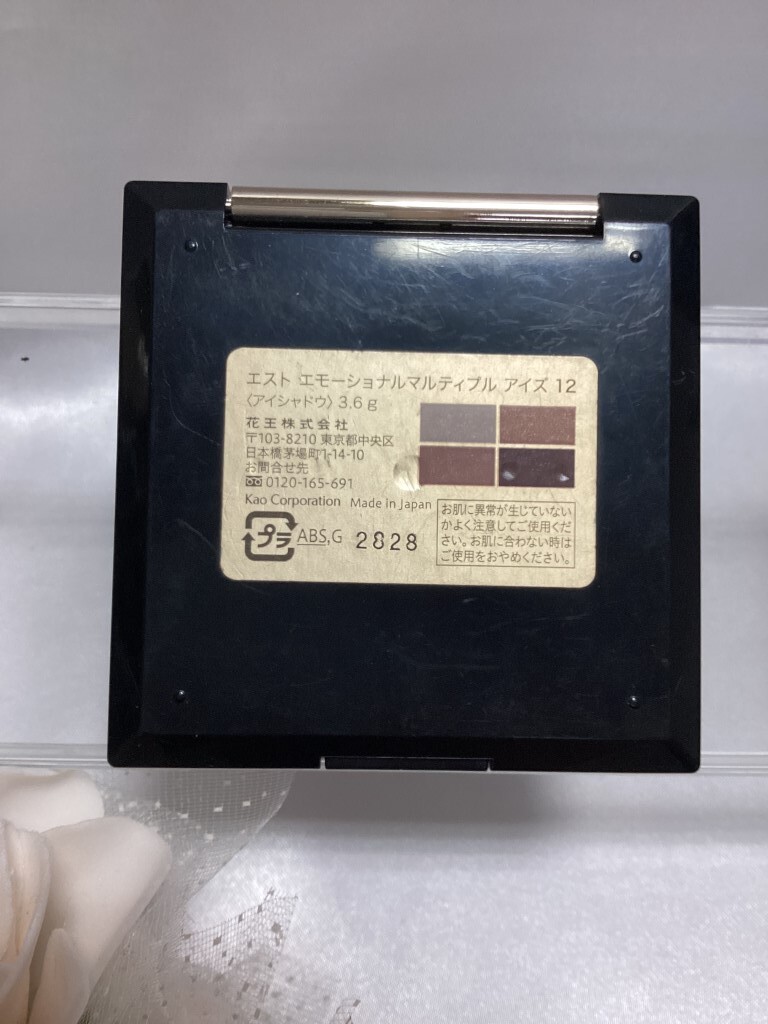 エスト エモーショナルマルティプル アイズ 12
〈アイシャドウ〉3.6 g
花王株式会社
〒103-8210 東京都中央区
日本橋茅場町1-14-10
お問合せ先
0120-165-691
Kao Corporation Made in Japan
プラ ABS,G 2828
お肌に異常が生じていない
かよく注意してご使用くだ
さい。お肌に合わない時は
ご使用をおやめください。